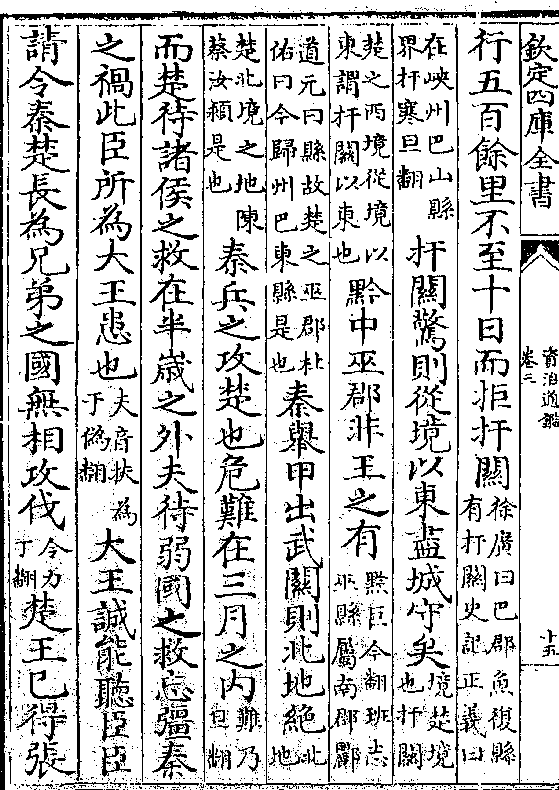 欽定四庫全書
資治通鑑
卷三
十五
行五百餘里不至十日而拒扞關徐廣曰巴郡魚復縣有扞關史記正義曰
在峽州巴山縣界扞寒旦翻扞關驚則從境以東盡城守矣境楚境也扞關
楚之西境從境以東謂扞關以東也黔中巫郡非王之有黔巨今翻班志巫縣屬南郡酈
道元曰縣故楚之巫郡杜佑曰今歸州巴東縣是也秦舉甲出武關則北地絶北地
楚北境之地陳蔡汝頴是也秦兵之攻楚也危難在三月之内難乃旦翻
而楚待諸侯之救在半歳之外夫待弱國之救忘彊秦
之禍此臣所為大王患也夫音扶為于偽翻大王誠能聽臣臣
請令秦楚長為兄弟之國無相攻伐令力丁翻楚王已得張